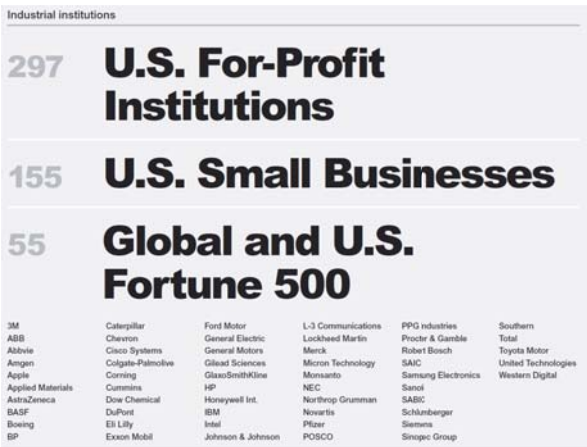 Industrial institutions
297 U.S. For-Profit
Institutions
155 U.S. Small Businesses
55 Global and U.S.
Fortune 500
3M
ABB
Abbvie
Amgen
Apple
Applied Materials
AstraZeneca
BASF
Boeing
BP
Caterpillar
Chevron
Cisco Systems
Colgate-Palmolive
Corning
Cummins
Dow Chemical
DuPont
Eli Lilly
Exxon Mobil
Ford Motor
General Electric
General Motors
Gilead Sciences
GlaxoSmithKline
HP
Honeywell Int.
IBM
Intel
Johnson & Johnson
L-3 Communications
Lockheed Martin
Merck
Micron Technology
Monsanto
NEC
Northrop Grumman
Novartis
Pfizer
POSCO
PPG ndustries
Procter & Gamble
Robert Bosch
SAIC
Samsung Electronics
Sanoi
SABIC
Schlumberger
Siemens
Sinopec Group
Southern
Total
Toyota Motor
United Technologies
Western Digital